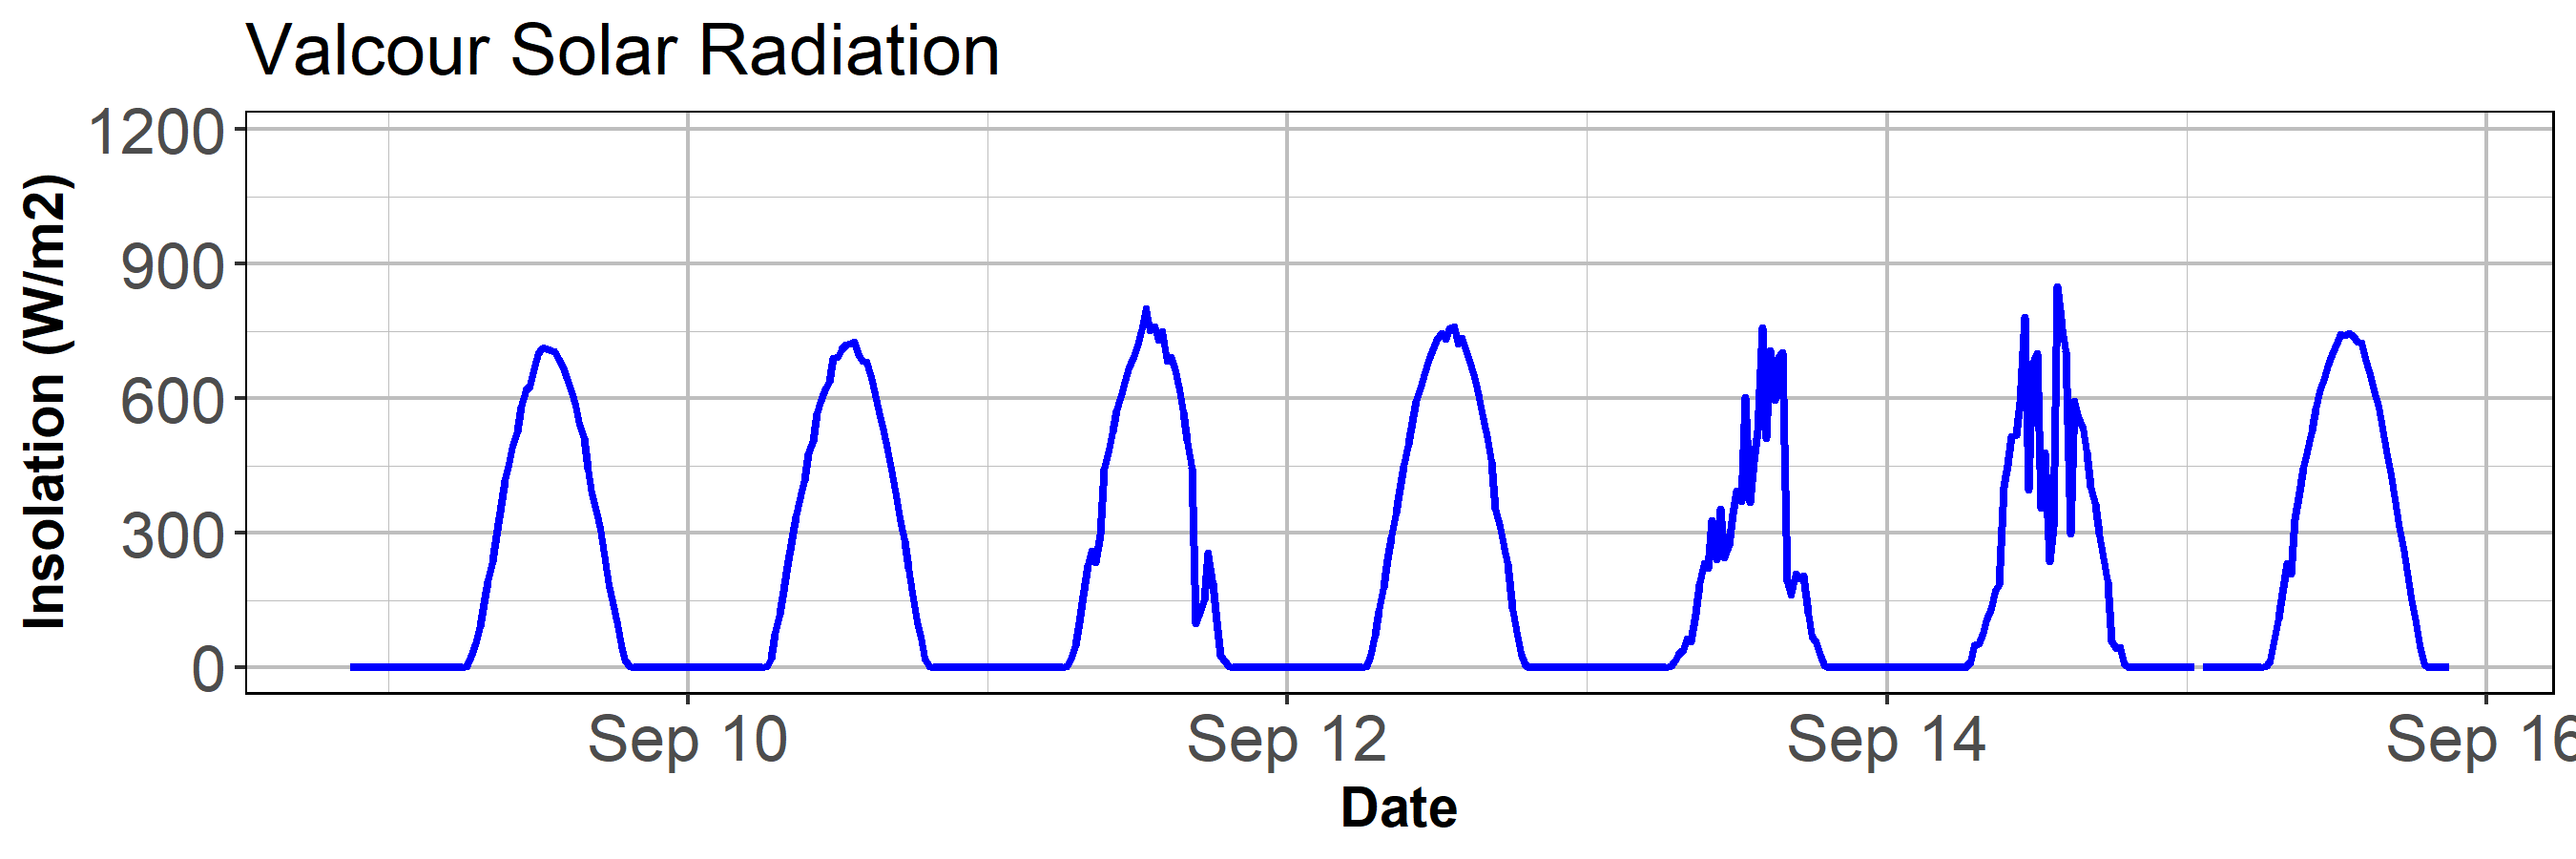 Valcour Solar Radiation
Insolation (W/m2)
1200
900
600
300
0
Sep 10
Sep 12
Sep 14
Sep 16
Date